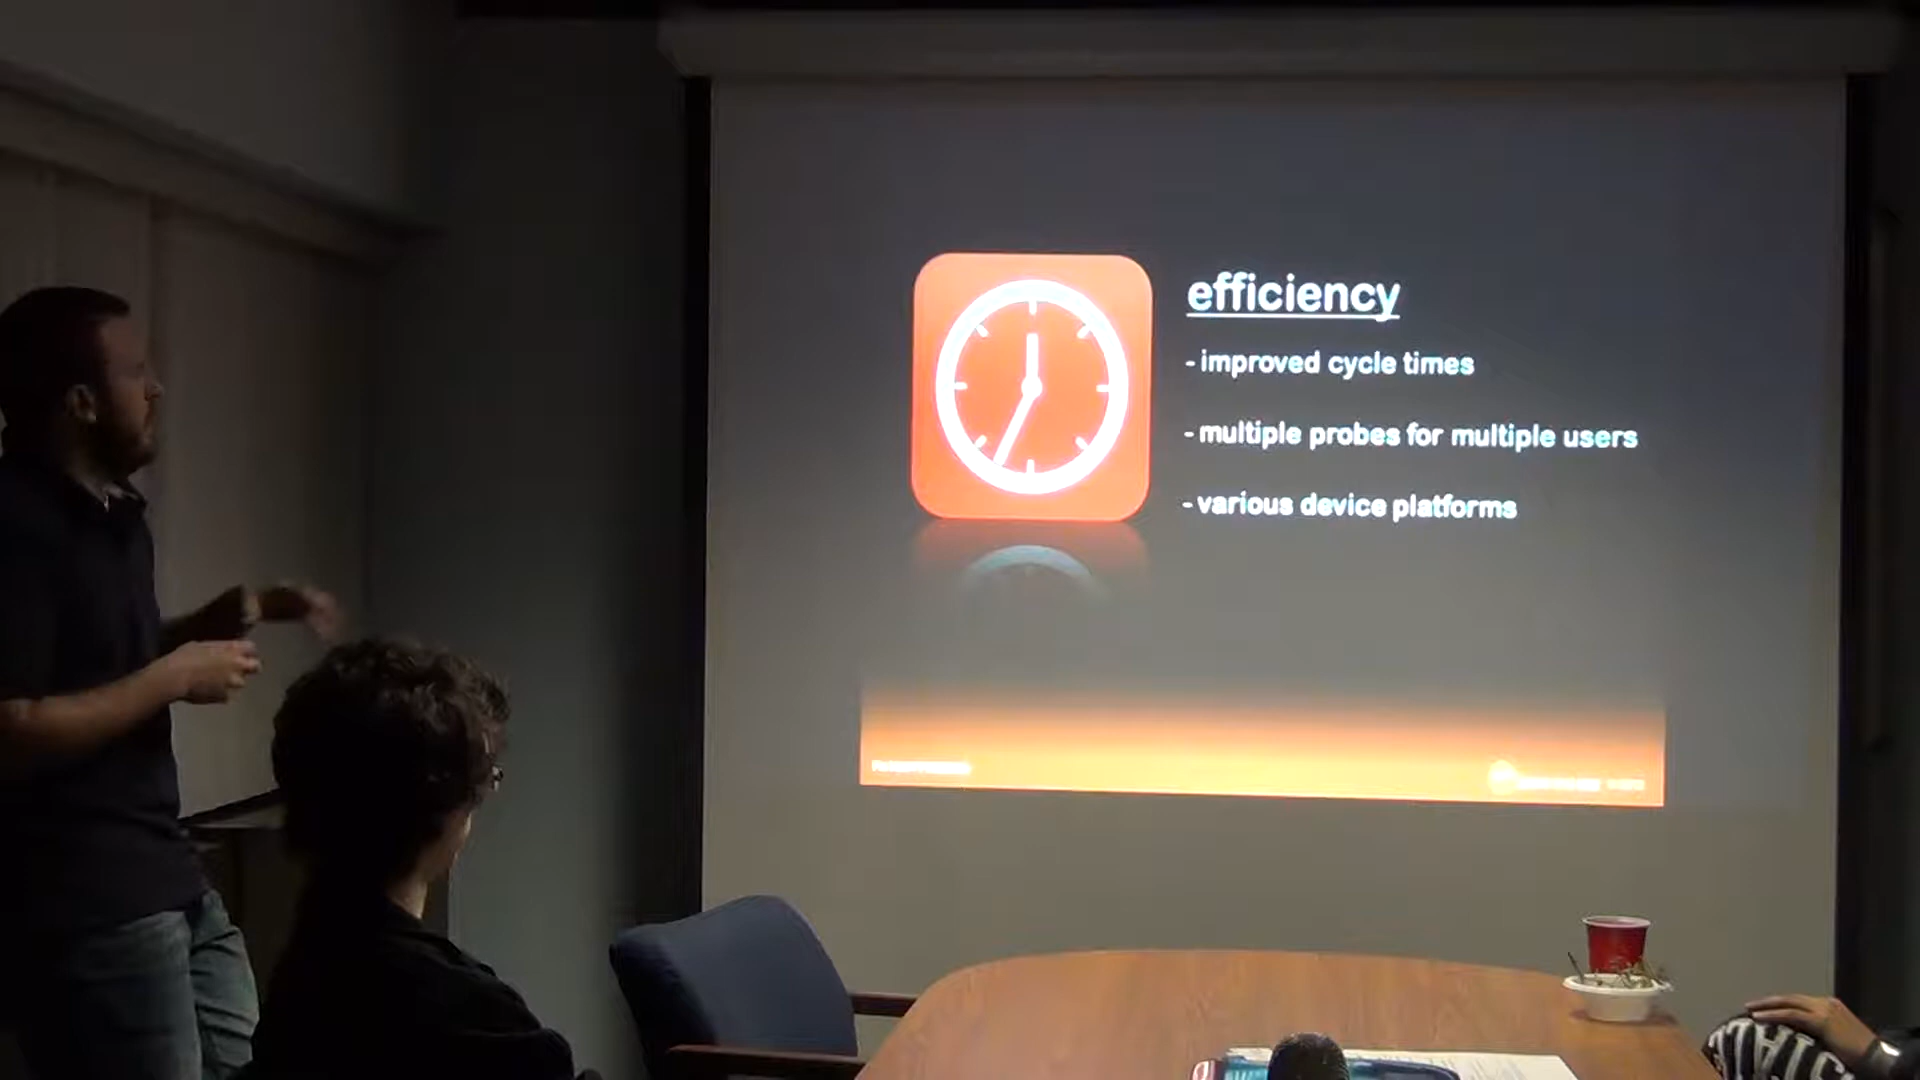 efficiency
- improved cycle times
- multiple probes for multiple users
- various device platforms